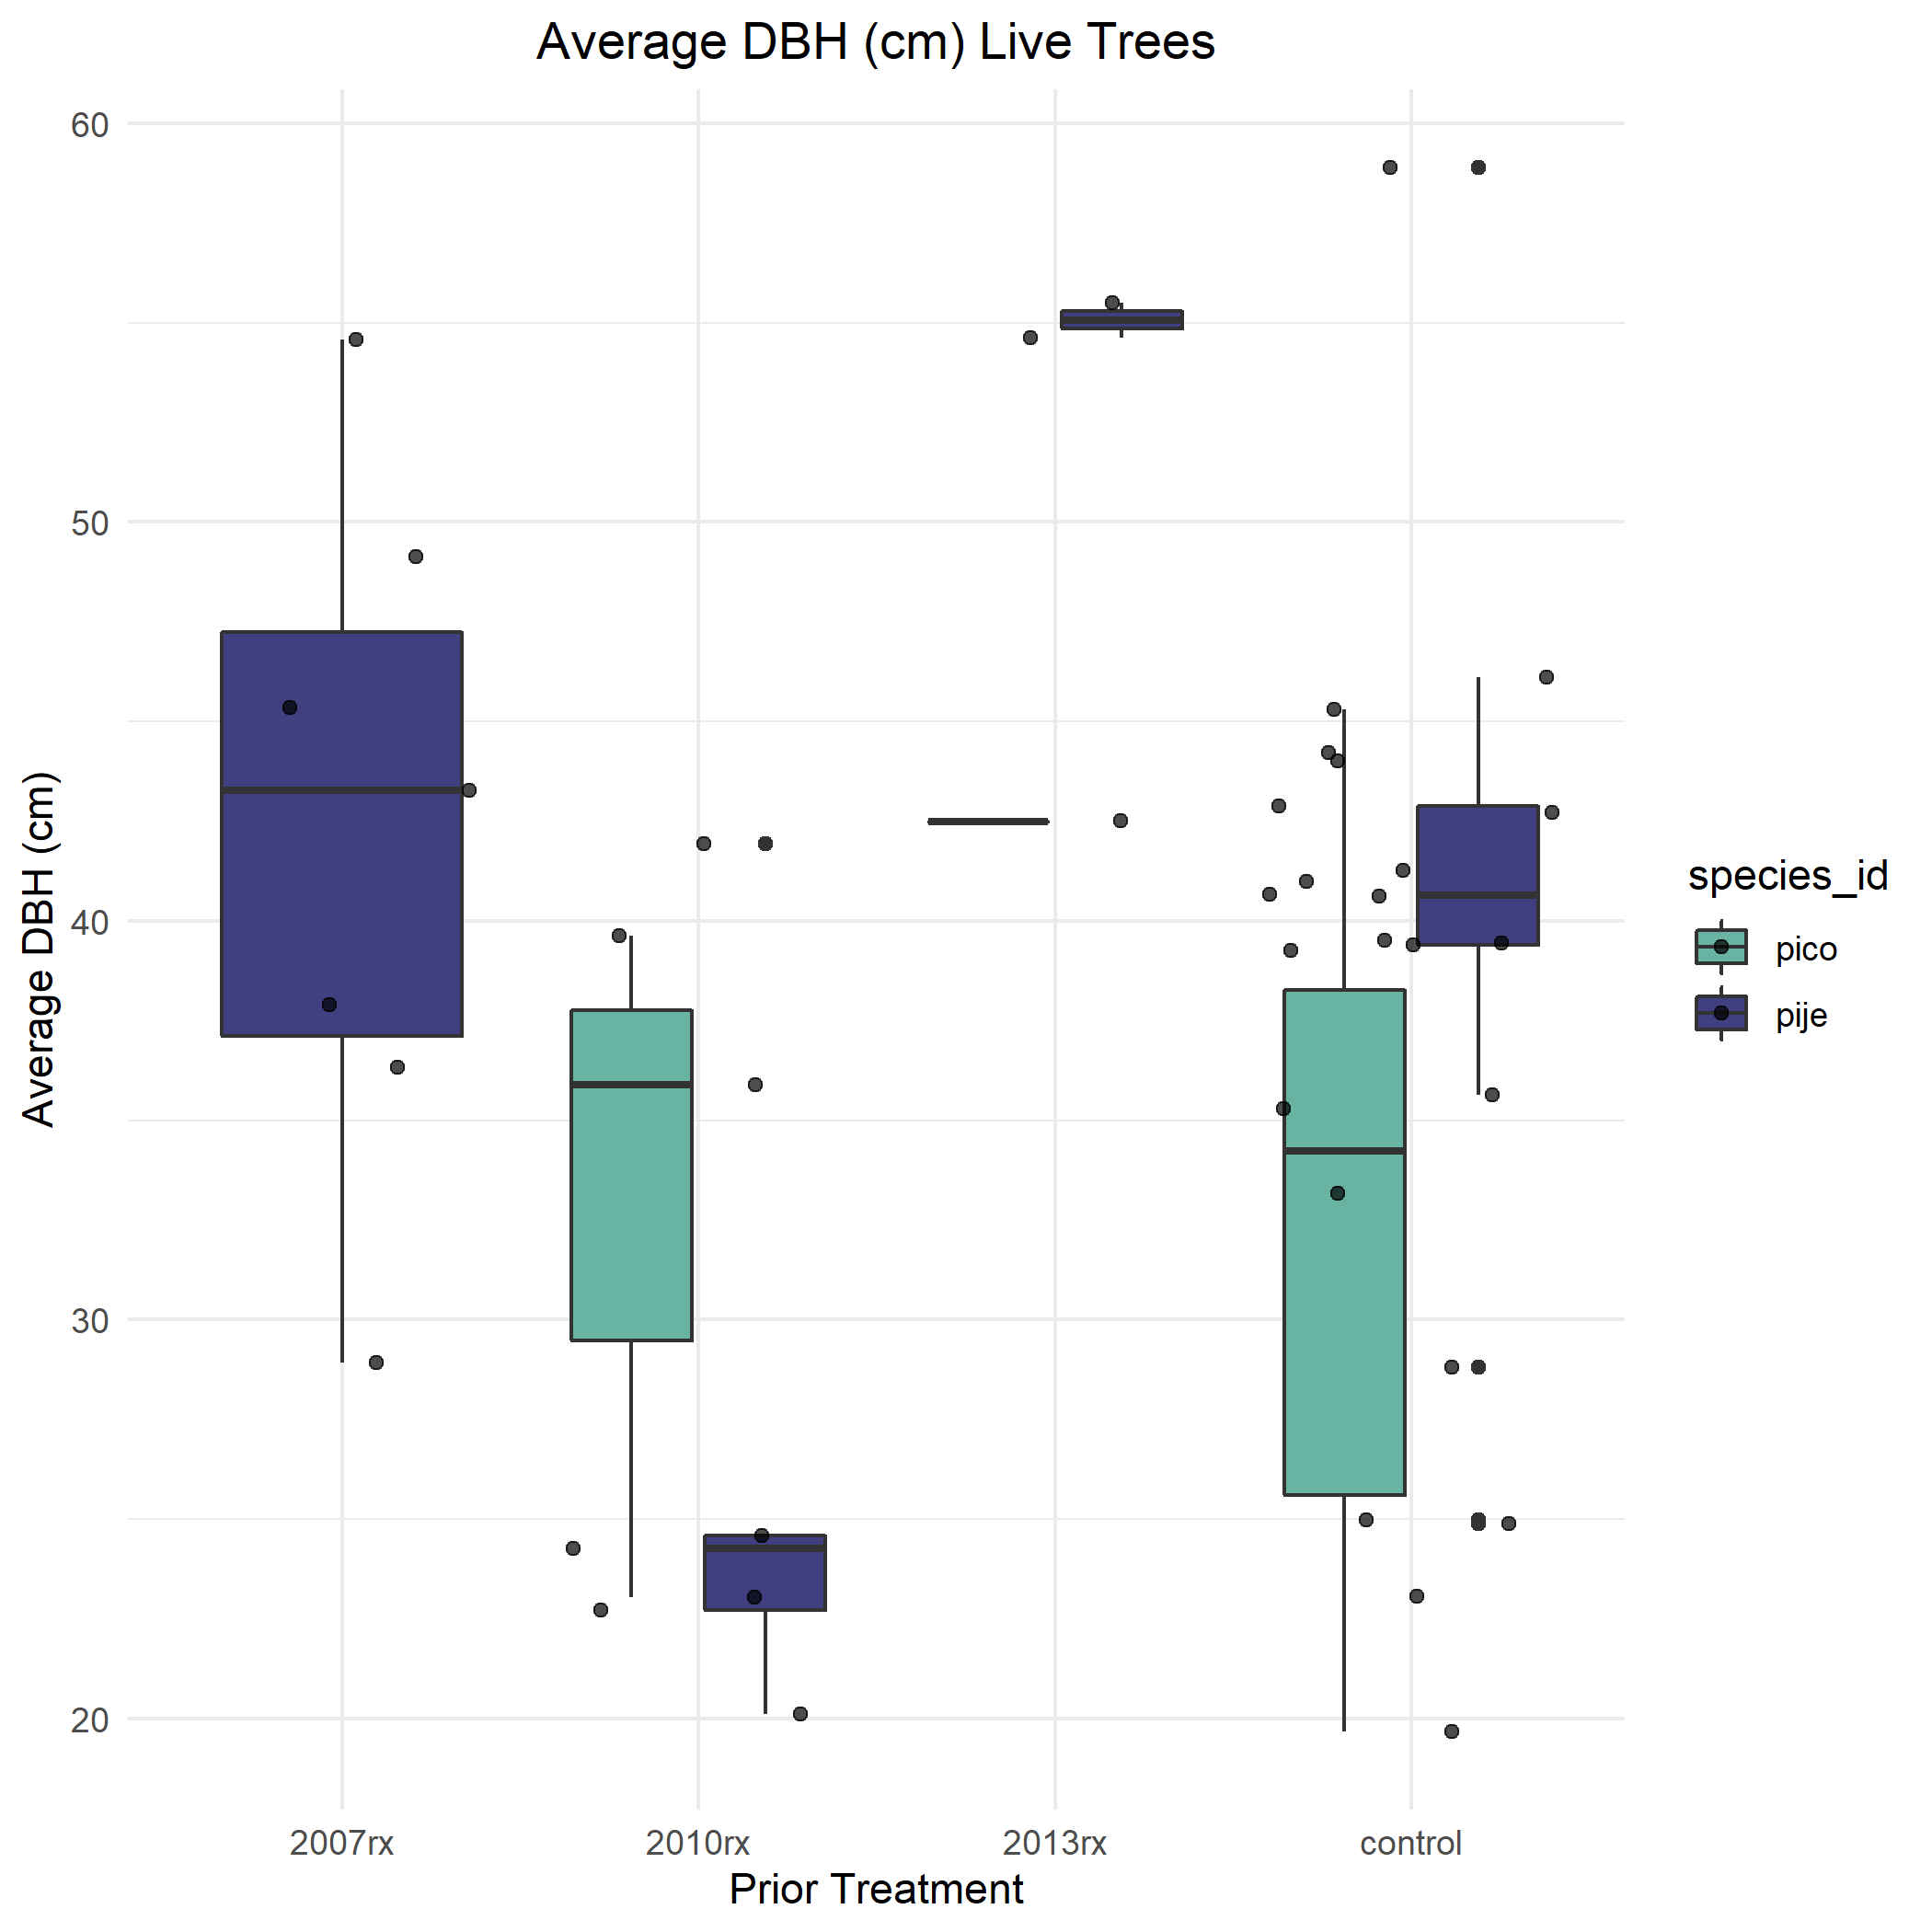 Average DBH (cm) Live Trees
60
50
40
30
20
Average DBH (cm)
2007rx
2010rx
2013rx
control
Prior Treatment
species_id
pico
pije